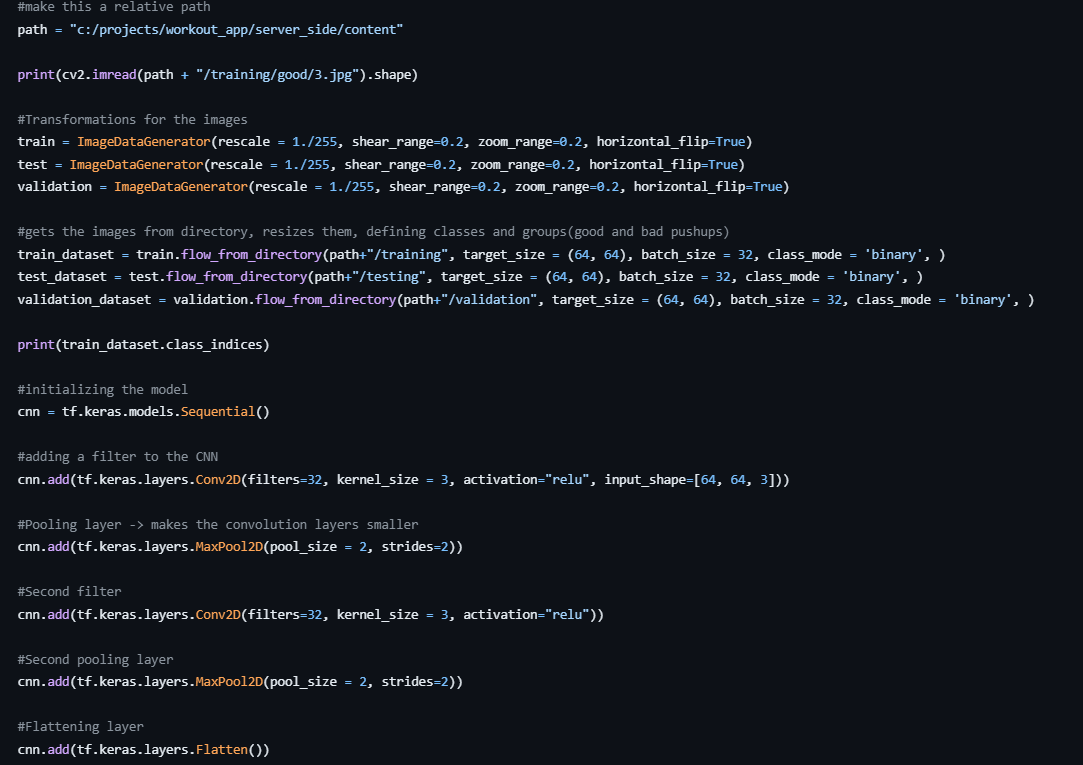 #make this a relative path
path = "c:/projects/workout_app/server_side/content"
print(cv2.imread(path + "/training/good/3.jpg").shape)
#Transformations for the images
train = ImageDataGenerator(rescale = 1./255, shear_range=0.2, zoom_range=0.2, horizontal_flip=True)
test = ImageDataGenerator(rescale = 1./255, shear_range=0.2, zoom_range=0.2, horizontal_flip=True)
validation = ImageDataGenerator(rescale = 1./255, shear_range=0.2, zoom_range=0.2, horizontal_flip=True)
#gets the images from directory, resizes them, defining classes and groups(good and bad pushups)
train_dataset = train.flow_from_directory(path+"/training", target_size = (64, 64), batch_size = 32, class_mode = 'binary', )
test_dataset = test.flow_from_directory(path+"/testing", target_size = (64, 64), batch_size = 32, class_mode = 'binary', )
validation_dataset = validation.flow_from_directory(path+"/validation", target_size = (64, 64), batch_size = 32, class_mode = 'binary', )
print(train_dataset.class_indices)
#initializing the model
cnn = tf.keras.models.Sequential()
#adding a filter to the CNN
cnn.add(tf.keras.layers.Conv2D(filters=32, kernel_size = 3, activation="relu", input_shape=[64, 64, 3]))
#Pooling layer -> makes the convolution layers smaller
cnn.add(tf.keras.layers.MaxPool2D(pool_size = 2, strides=2))
#Second filter
cnn.add(tf.keras.layers.Conv2D(filters=32, kernel_size = 3, activation="relu"))
#Second pooling layer
cnn.add(tf.keras.layers.MaxPool2D(pool_size = 2, strides=2))
#Flattening layer
cnn.add(tf.keras.layers.Flatten())